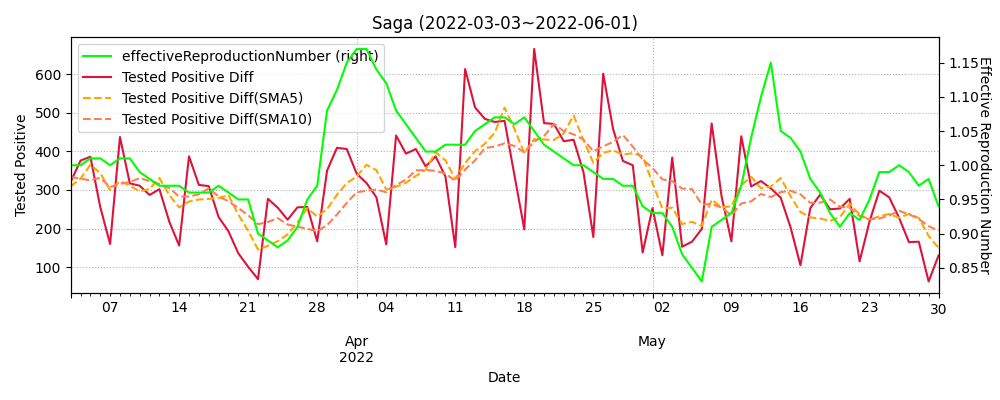 Saga (2022-03-03~2022-06-01)
effectiveReproductionNumber (right)
Tested Positive Diff
Tested Positive Diff(SMA5)
Tested Positive Diff(SMA10)
Tested Positive
600
500
400
300
200
100
1.15
1.10
1.05
1.00
0.95
0.90
0.85
Effective Reproduction Number
07 14 21 28 04 11 18 25 02 09 16 23 30
Apr May
2022
Date